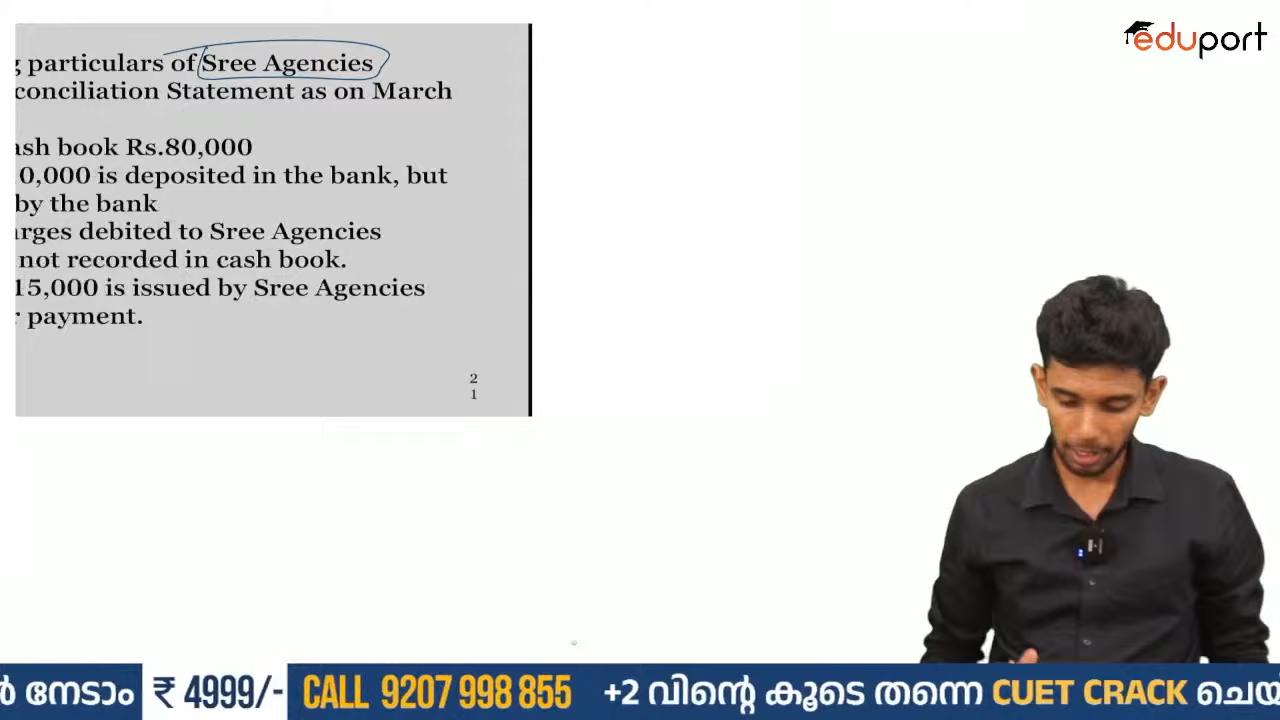 particulars of Sree Agencies
conciliation Statement as on March
ash book Rs.80,000
0,000 is deposited in the bank, but
by the bank
arges debited to Sree Agencies
not recorded in cash book.
15,000 is issued by Sree Agencies
payment.
2
1
eduport
ൽ നേടാം ₹ 4999/- CALL 9207 998 855 +2 വിന്റെ കൂടെ തന്നെ CUET CRACK ചെയ